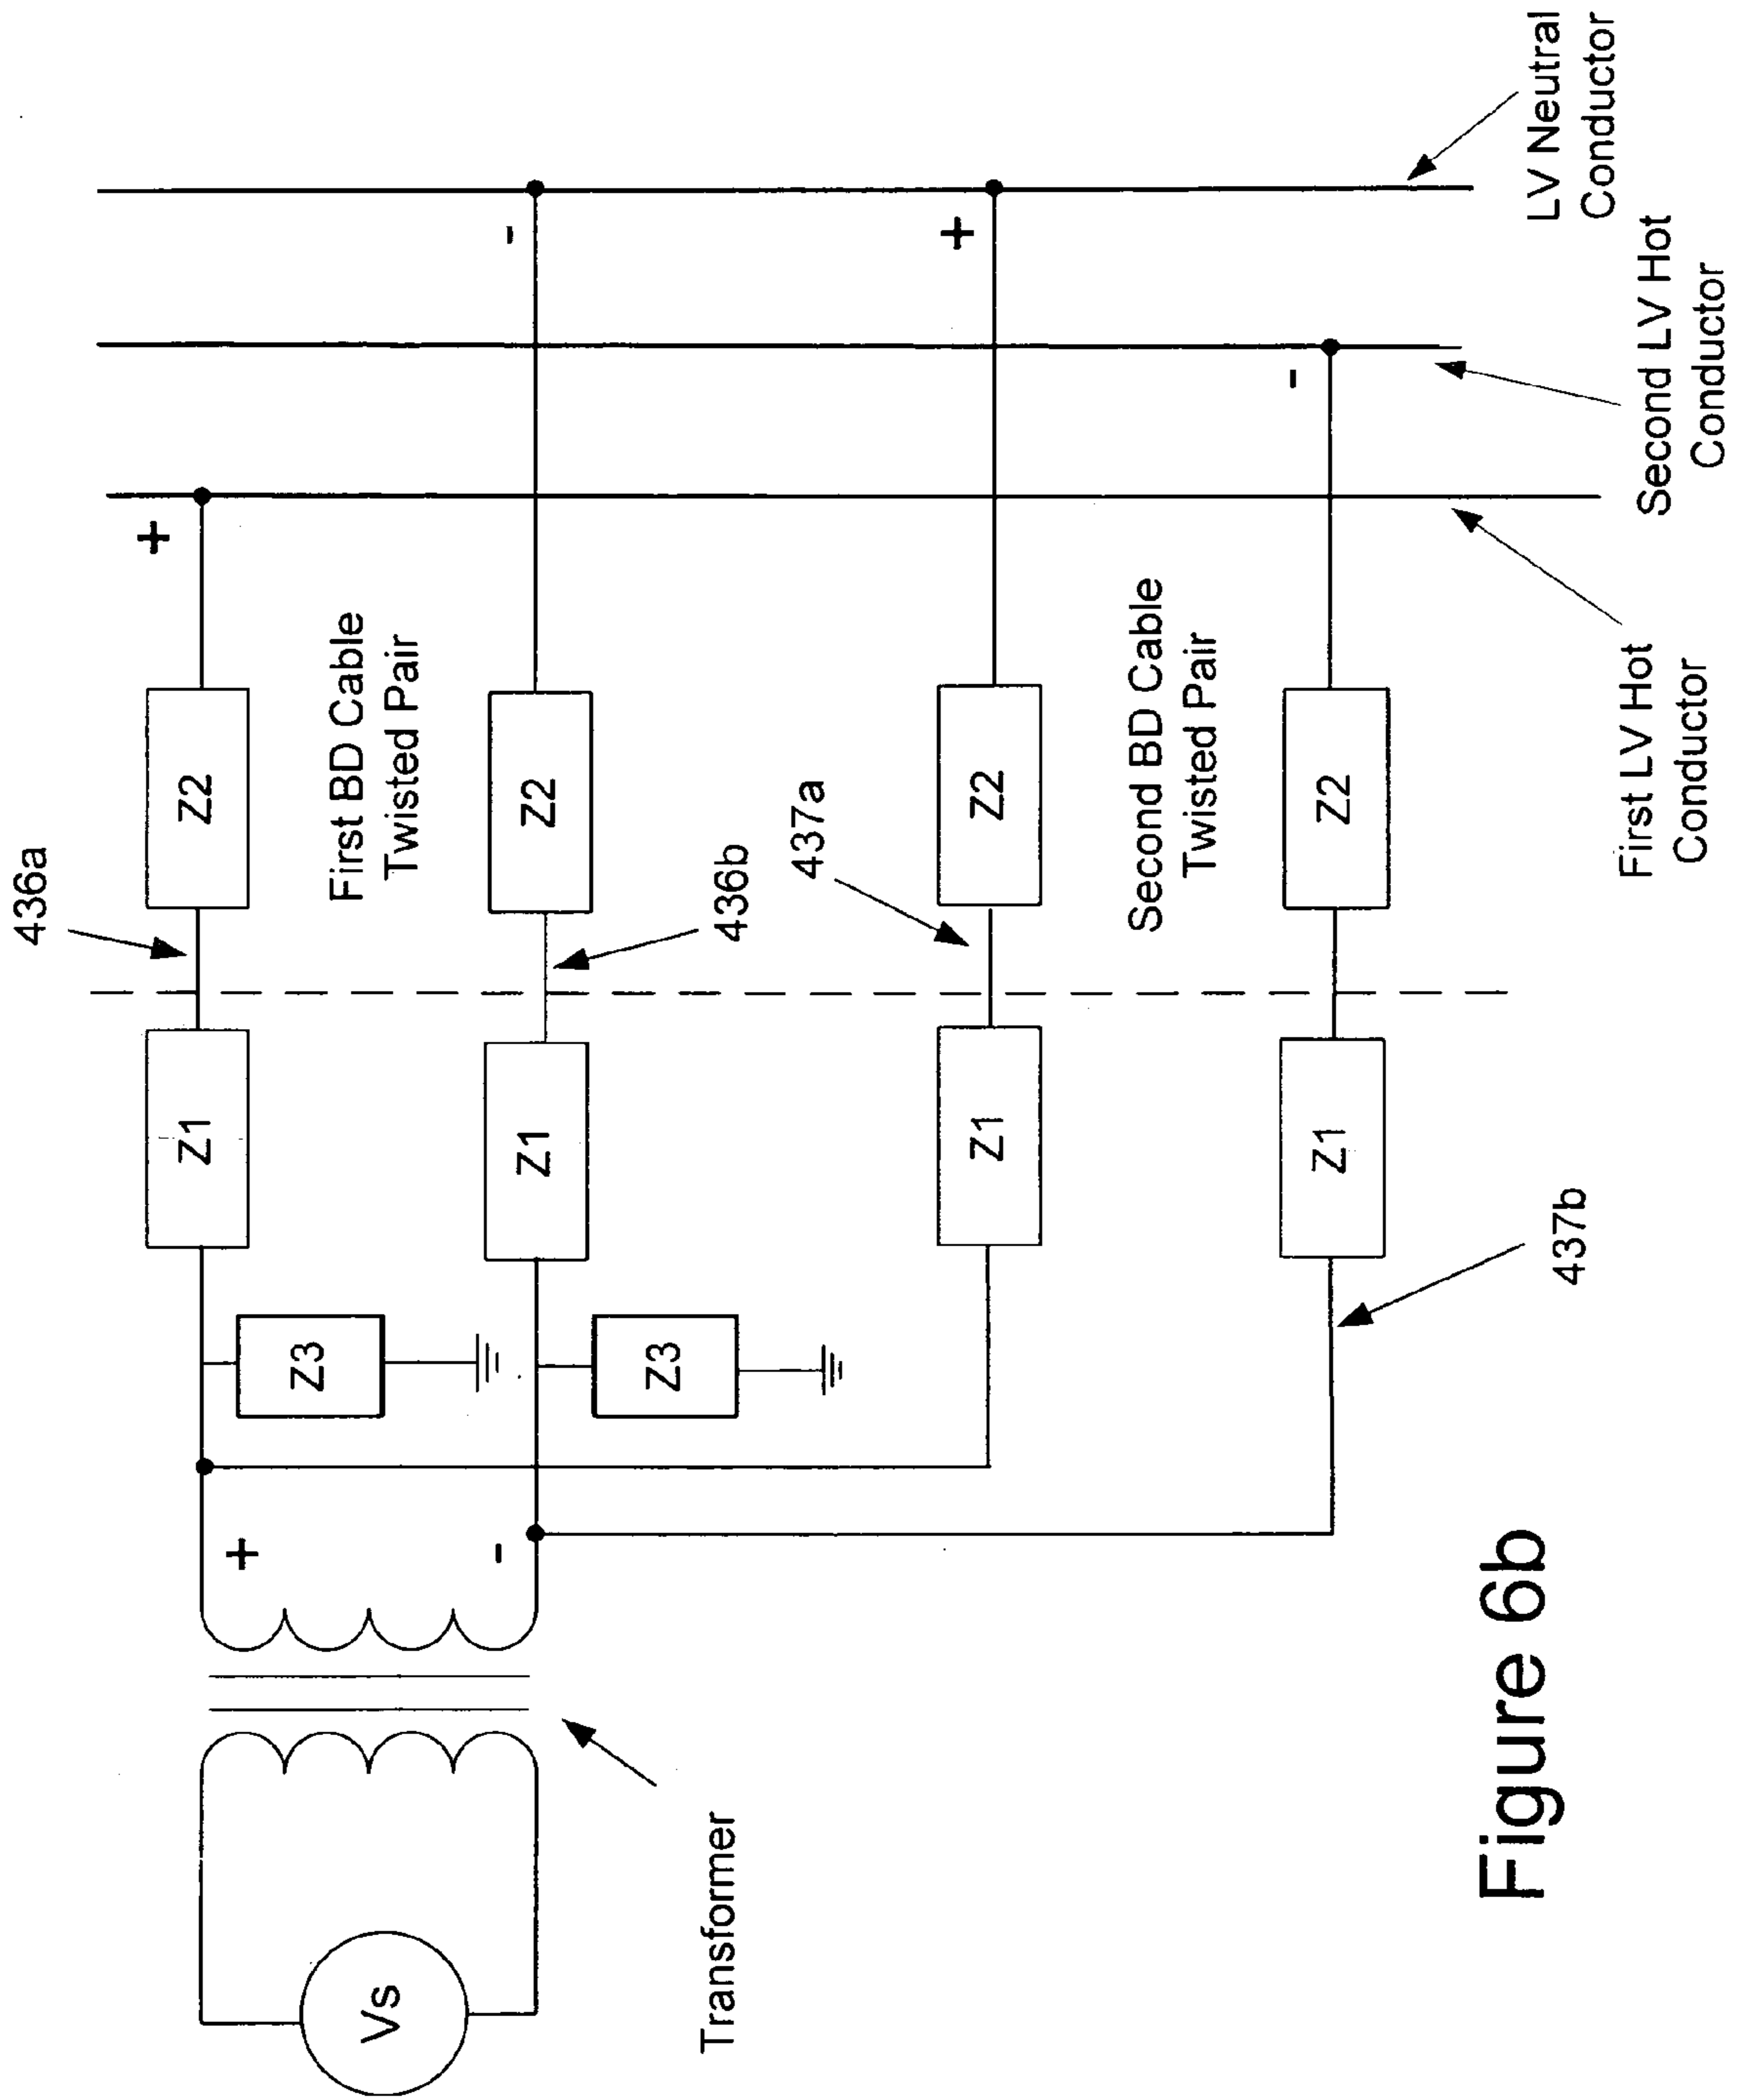 436a
Z1
Z2
+
First BD Cable
Twisted Pair
+
Z3
-
Z1
Z2
-
436b
Vs
Z3
437a
Transformer
Z1
Z2
+
Second BD Cable
Twisted Pair
Z1
Z2
-
437b
First LV Hot
Conductor
Second LV Hot
Conductor
LV Neutral
Conductor
Figure 6b